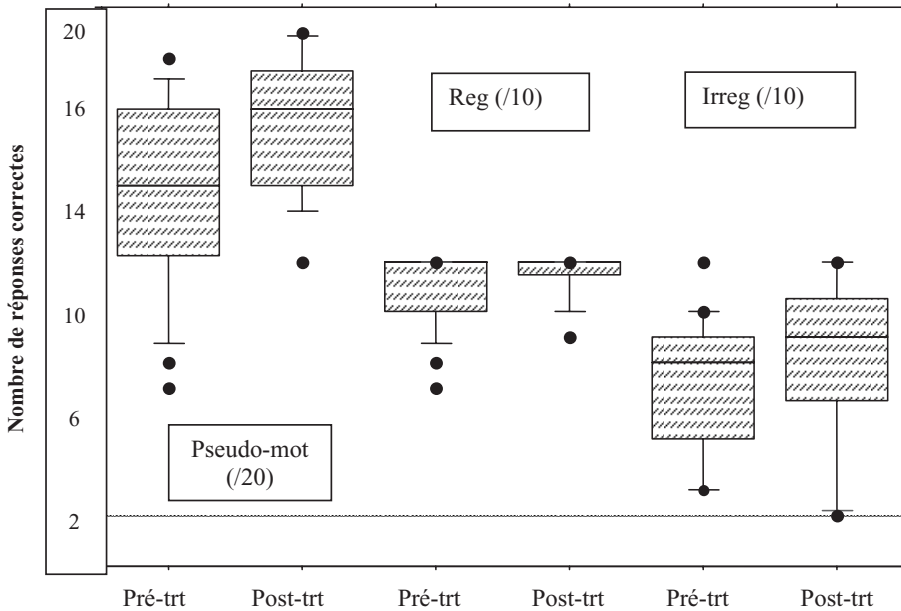 Nombre de réponses correctes
20
16
14
10
6
2
Reg (/10)
Irreg (/10)
Pseudo-mot
(/20)
Pré-trt
Post-trt
Pré-trt
Post-trt
Pré-trt
Post-trt